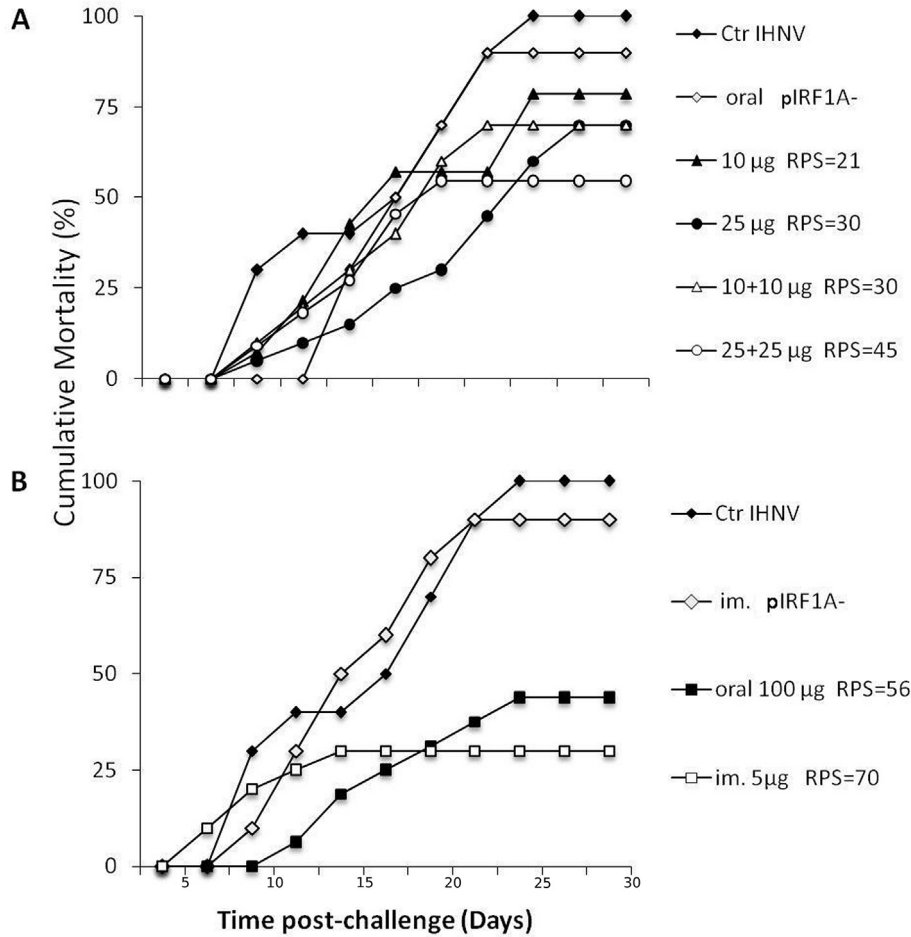 A
Cumulative Mortality (%)
100
75
50
25
0
Ctr IHNV
oral pIRF1A-
10 µg RPS=21
25 µg RPS=30
10+10 µg RPS=30
25+25 µg RPS=45
B
100
75
50
25
0
5 10 15 20 25 30
Time post-challenge (Days)
Ctr IHNV
im. pIRF1A-
oral 100 µg RPS=56
im. 5µg RPS=70